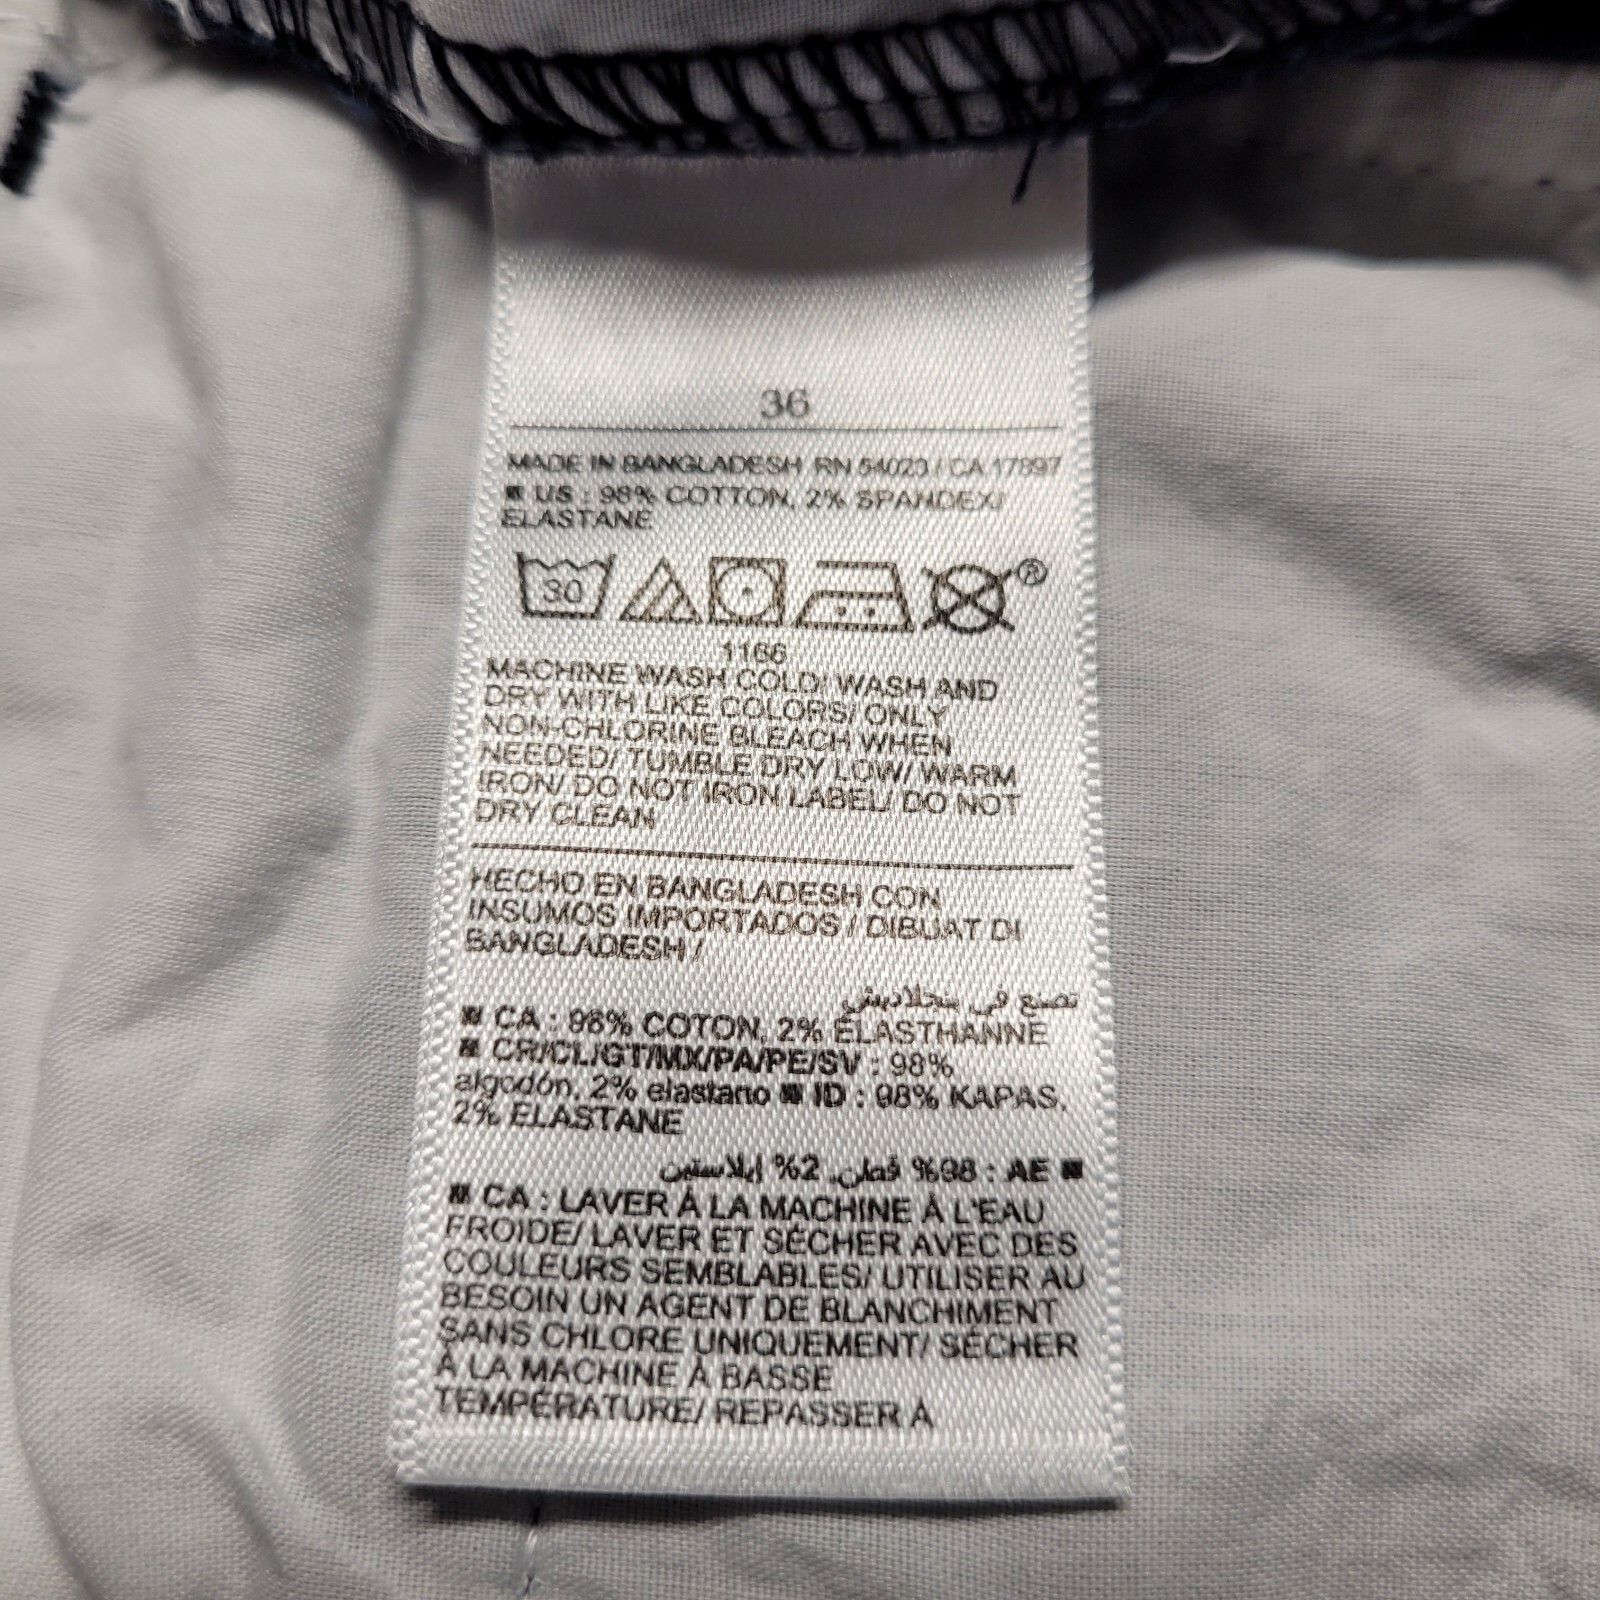 36
MADE IN BANGLADESH RN 54023 / CA 17897
■ US : 98% COTTON, 2% SPANDEX/
ELASTANE
30
®
1166
MACHINE WASH COLD/ WASH AND
DRY WITH LIKE COLORS/ ONLY
NON-CHLORINE BLEACH WHEN
NEEDED/ TUMBLE DRY LOW/ WARM
IRON/ DO NOT IRON LABEL/ DO NOT
DRY CLEAN
HECHO EN BANGLADESH CON
INSUMOS IMPORTADOS / DIBUAT DI
BANGLADESH /
تصنع في بنجلاديش
■ CA : 98% COTON, 2% ÉLASTHANNE
■ CR/CL/GT/MX/PA/PE/SV : 98%
algodón, 2% elastano ■ ID : 98% KAPAS,
2% ELASTANE
■ AE : 98% قطن, 2% إيلاستين
■ CA : LAVER À LA MACHINE À L'EAU
FROIDE/ LAVER ET SÉCHER AVEC DES
COULEURS SEMBLABLES/ UTILISER AU
BESOIN UN AGENT DE BLANCHIMENT
SANS CHLORE UNIQUEMENT/ SÉCHER
À LA MACHINE À BASSE
TEMPÉRATURE/ REPASSER À